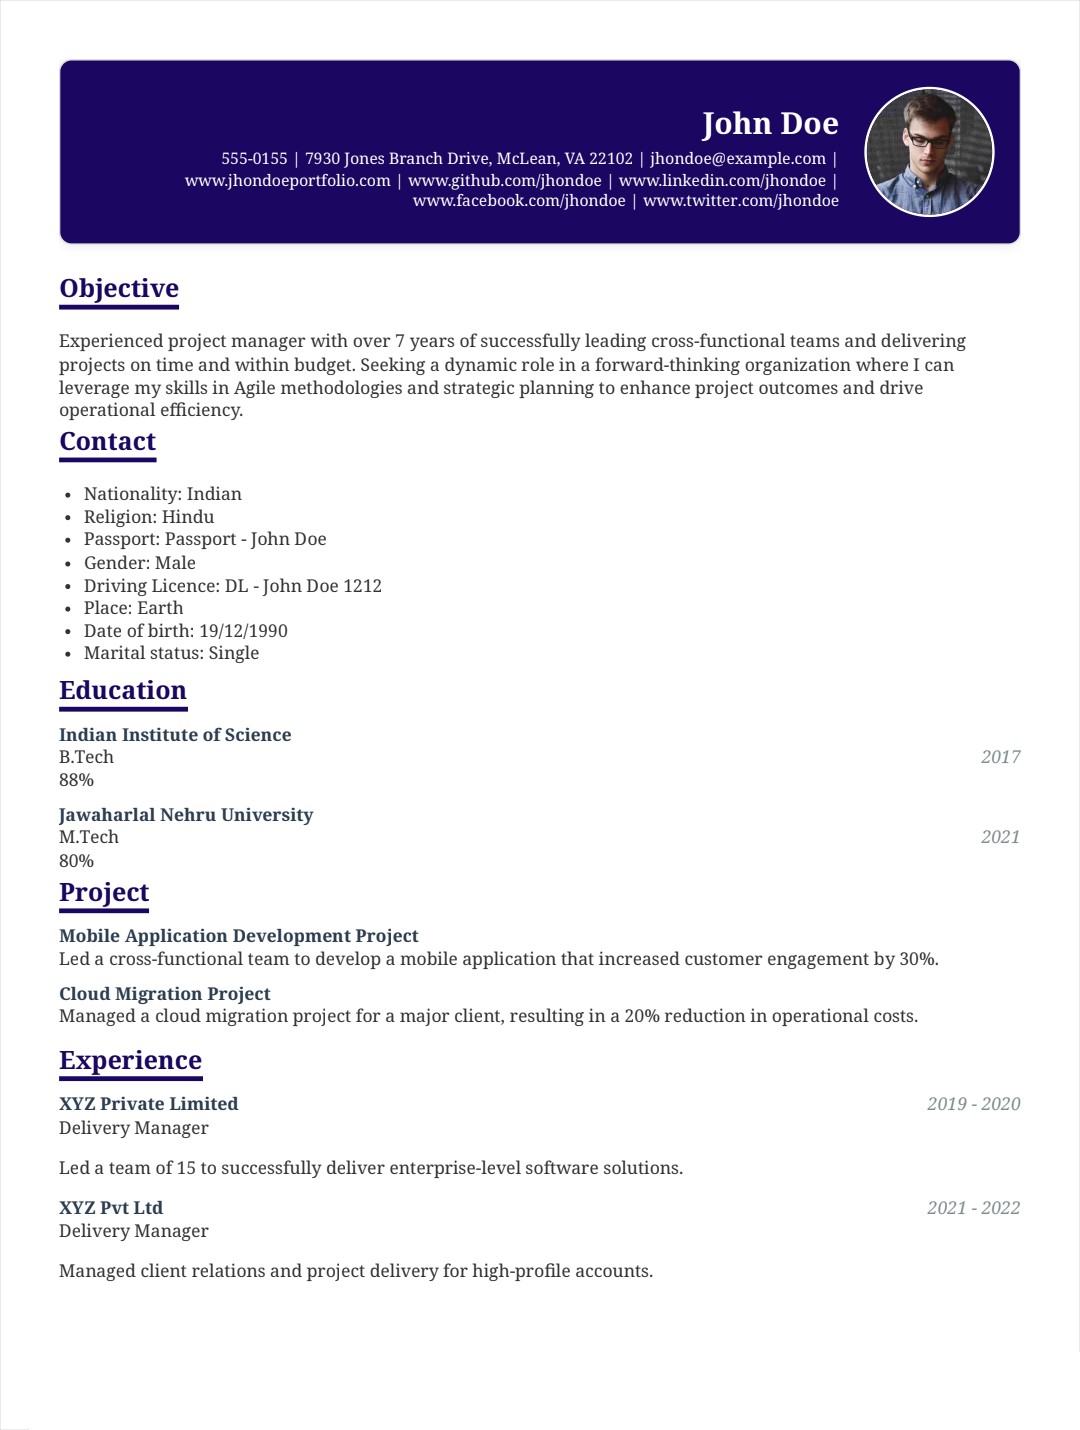 John Doe
555-0155 | 7930 Jones Branch Drive, McLean, VA 22102 | jhondoe@example.com |
www.jhondoeportfolio.com | www.github.com/jhondoe | www.linkedin.com/jhondoe |
www.facebook.com/jhondoe | www.twitter.com/jhondoe
Objective
Experienced project manager with over 7 years of successfully leading cross-functional teams and delivering
projects on time and within budget. Seeking a dynamic role in a forward-thinking organization where I can
leverage my skills in Agile methodologies and strategic planning to enhance project outcomes and drive
operational efficiency.
Contact
• Nationality: Indian
• Religion: Hindu
• Passport: Passport - John Doe
• Gender: Male
• Driving Licence: DL - John Doe 1212
• Place: Earth
• Date of birth: 19/12/1990
• Marital status: Single
Education
Indian Institute of Science
B.Tech 2017
88%
Jawaharlal Nehru University
M.Tech 2021
80%
Project
Mobile Application Development Project
Led a cross-functional team to develop a mobile application that increased customer engagement by 30%.
Cloud Migration Project
Managed a cloud migration project for a major client, resulting in a 20% reduction in operational costs.
Experience
XYZ Private Limited 2019 - 2020
Delivery Manager
Led a team of 15 to successfully deliver enterprise-level software solutions.
XYZ Pvt Ltd 2021 - 2022
Delivery Manager
Managed client relations and project delivery for high-profile accounts.